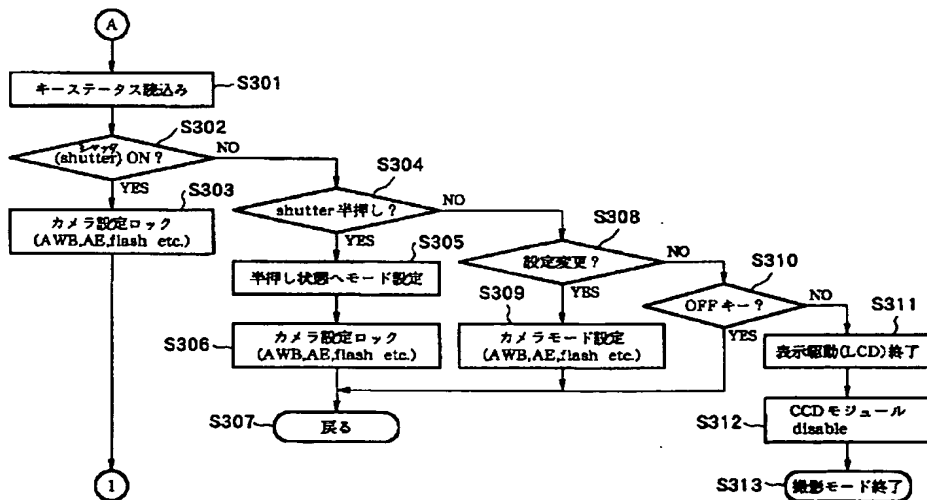 A
キーステータス読込み
S301
シャッタ
(shutter) ON ?
S302
NO
YES
カメラ設定ロック
(AWB,AE,flash etc.)
S303
1
shutter 半押し ?
S304
NO
YES
半押し状態へモード設定
S305
カメラ設定ロック
(AWB,AE,flash etc.)
S306
戻る
S307
設定変更 ?
S308
NO
YES
カメラモード設定
(AWB,AE,flash etc.)
S309
OFF キー ?
S310
NO
YES
表示駆動(LCD)終了
S311
CCD モジュール
disable
S312
撮影モード終了
S313